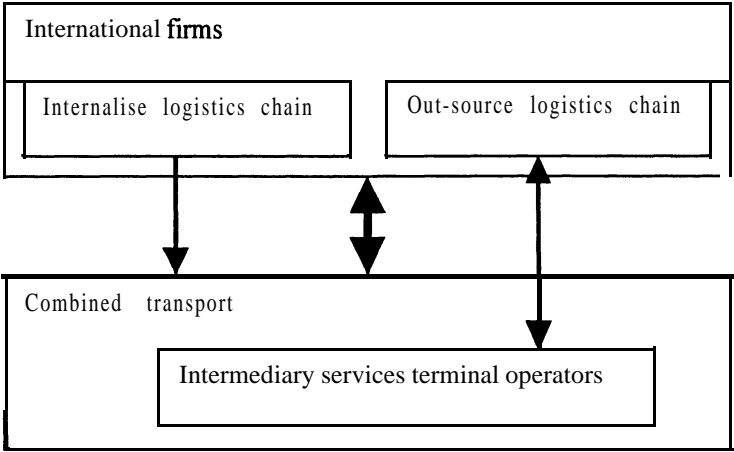 International firms
Internalise logistics chain
Out-source logistics chain
Combined transport
Intermediary services terminal operators